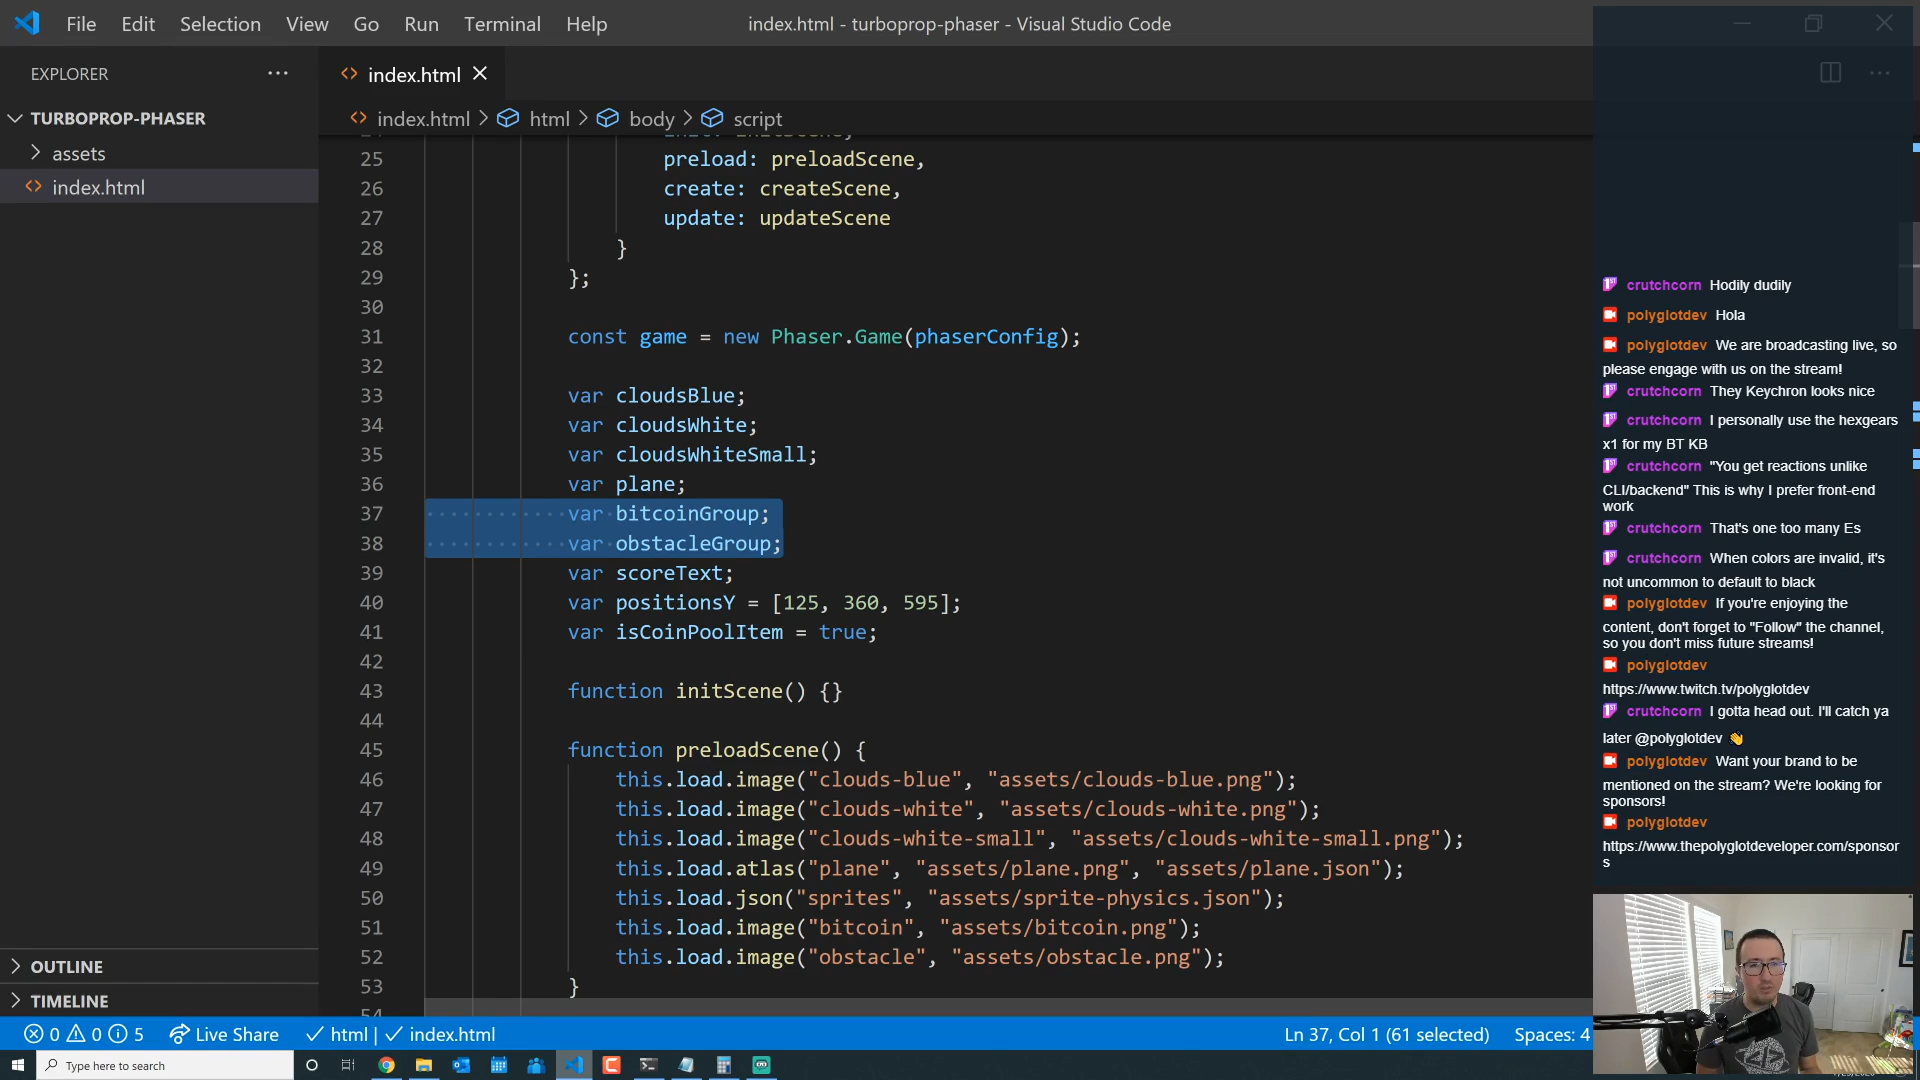 File Edit Selection View Go Run Terminal Help
index.html - turboprop-phaser - Visual Studio Code
EXPLORER
index.html
TURBOPROP-PHASER
assets
index.html
index.html > html > body > script
25 preload: preloadScene,
26 create: createScene,
27 update: updateScene
28 }
29 };
30
31 const game = new Phaser.Game(phaserConfig);
32
33 var cloudsBlue;
34 var cloudsWhite;
35 var cloudsWhiteSmall;
36 var plane;
37 var bitcoinGroup;
38 var obstacleGroup;
39 var scoreText;
40 var positionsY = [125, 360, 595];
41 var isCoinPoolItem = true;
42
43 function initScene() {}
44
45 function preloadScene() {
46 this.load.image("clouds-blue", "assets/clouds-blue.png");
47 this.load.image("clouds-white", "assets/clouds-white.png");
48 this.load.image("clouds-white-small", "assets/clouds-white-small.png");
49 this.load.atlas("plane", "assets/plane.png", "assets/plane.json");
50 this.load.json("sprites", "assets/sprite-physics.json");
51 this.load.image("bitcoin", "assets/bitcoin.png");
52 this.load.image("obstacle", "assets/obstacle.png");
53 }
OUTLINE
TIMELINE
crutchcorn Hodily dudily
polyglotdev Hola
polyglotdev We are broadcasting live, so
please engage with us on the stream!
crutchcorn They Keychron looks nice
crutchcorn I personally use the hexgears
x1 for my BT KB
crutchcorn "You get reactions unlike
CLI/backend" This is why I prefer front-end
work
crutchcorn That's one too many Es
crutchcorn When colors are invalid, it's
not uncommon to default to black
polyglotdev If you're enjoying the
content, don't forget to "Follow" the channel,
so you don't miss future streams!
polyglotdev
https://www.twitch.tv/polyglotdev
crutchcorn I gotta head out. I'll catch ya
later @polyglotdev 👋
polyglotdev Want your brand to be
mentioned on the stream? We're looking for
sponsors!
polyglotdev
https://www.thepolyglotdeveloper.com/sponsor
s
0 0 5 Live Share html | index.html
Ln 37, Col 1 (61 selected) Spaces: 4
Type here to search